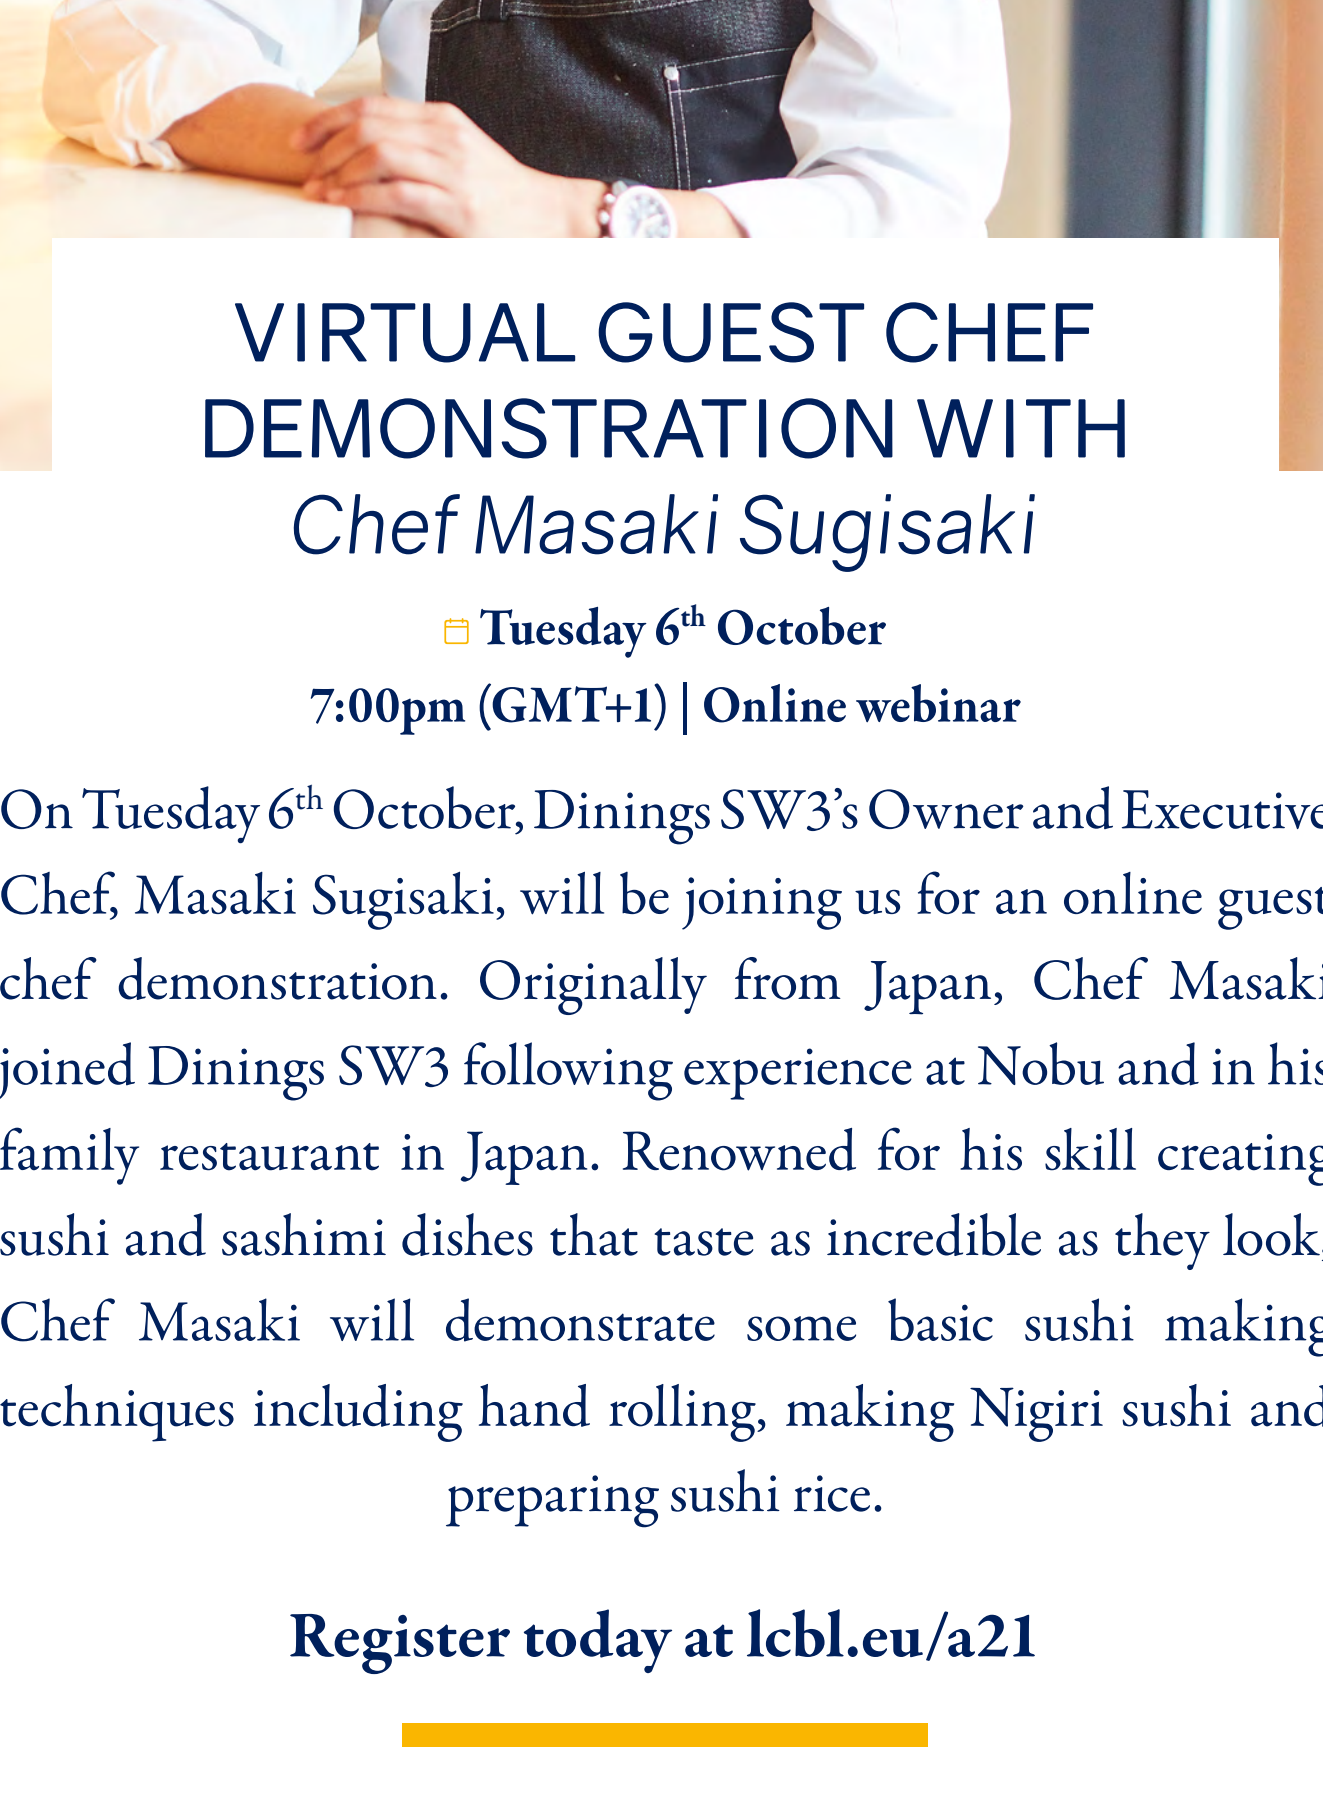 VIRTUAL GUEST CHEF
DEMONSTRATION WITH
Chef Masaki Sugisaki
Tuesday 6th October
7:00pm (GMT+1) | Online webinar
On Tuesday 6th October, Dinings SW3’s Owner and Executive
Chef, Masaki Sugisaki, will be joining us for an online guest
chef demonstration. Originally from Japan, Chef Masaki
joined Dinings SW3 following experience at Nobu and in his
family restaurant in Japan. Renowned for his skill creating
sushi and sashimi dishes that taste as incredible as they look,
Chef Masaki will demonstrate some basic sushi making
techniques including hand rolling, making Nigiri sushi and
preparing sushi rice.
Register today at lcbl.eu/a21